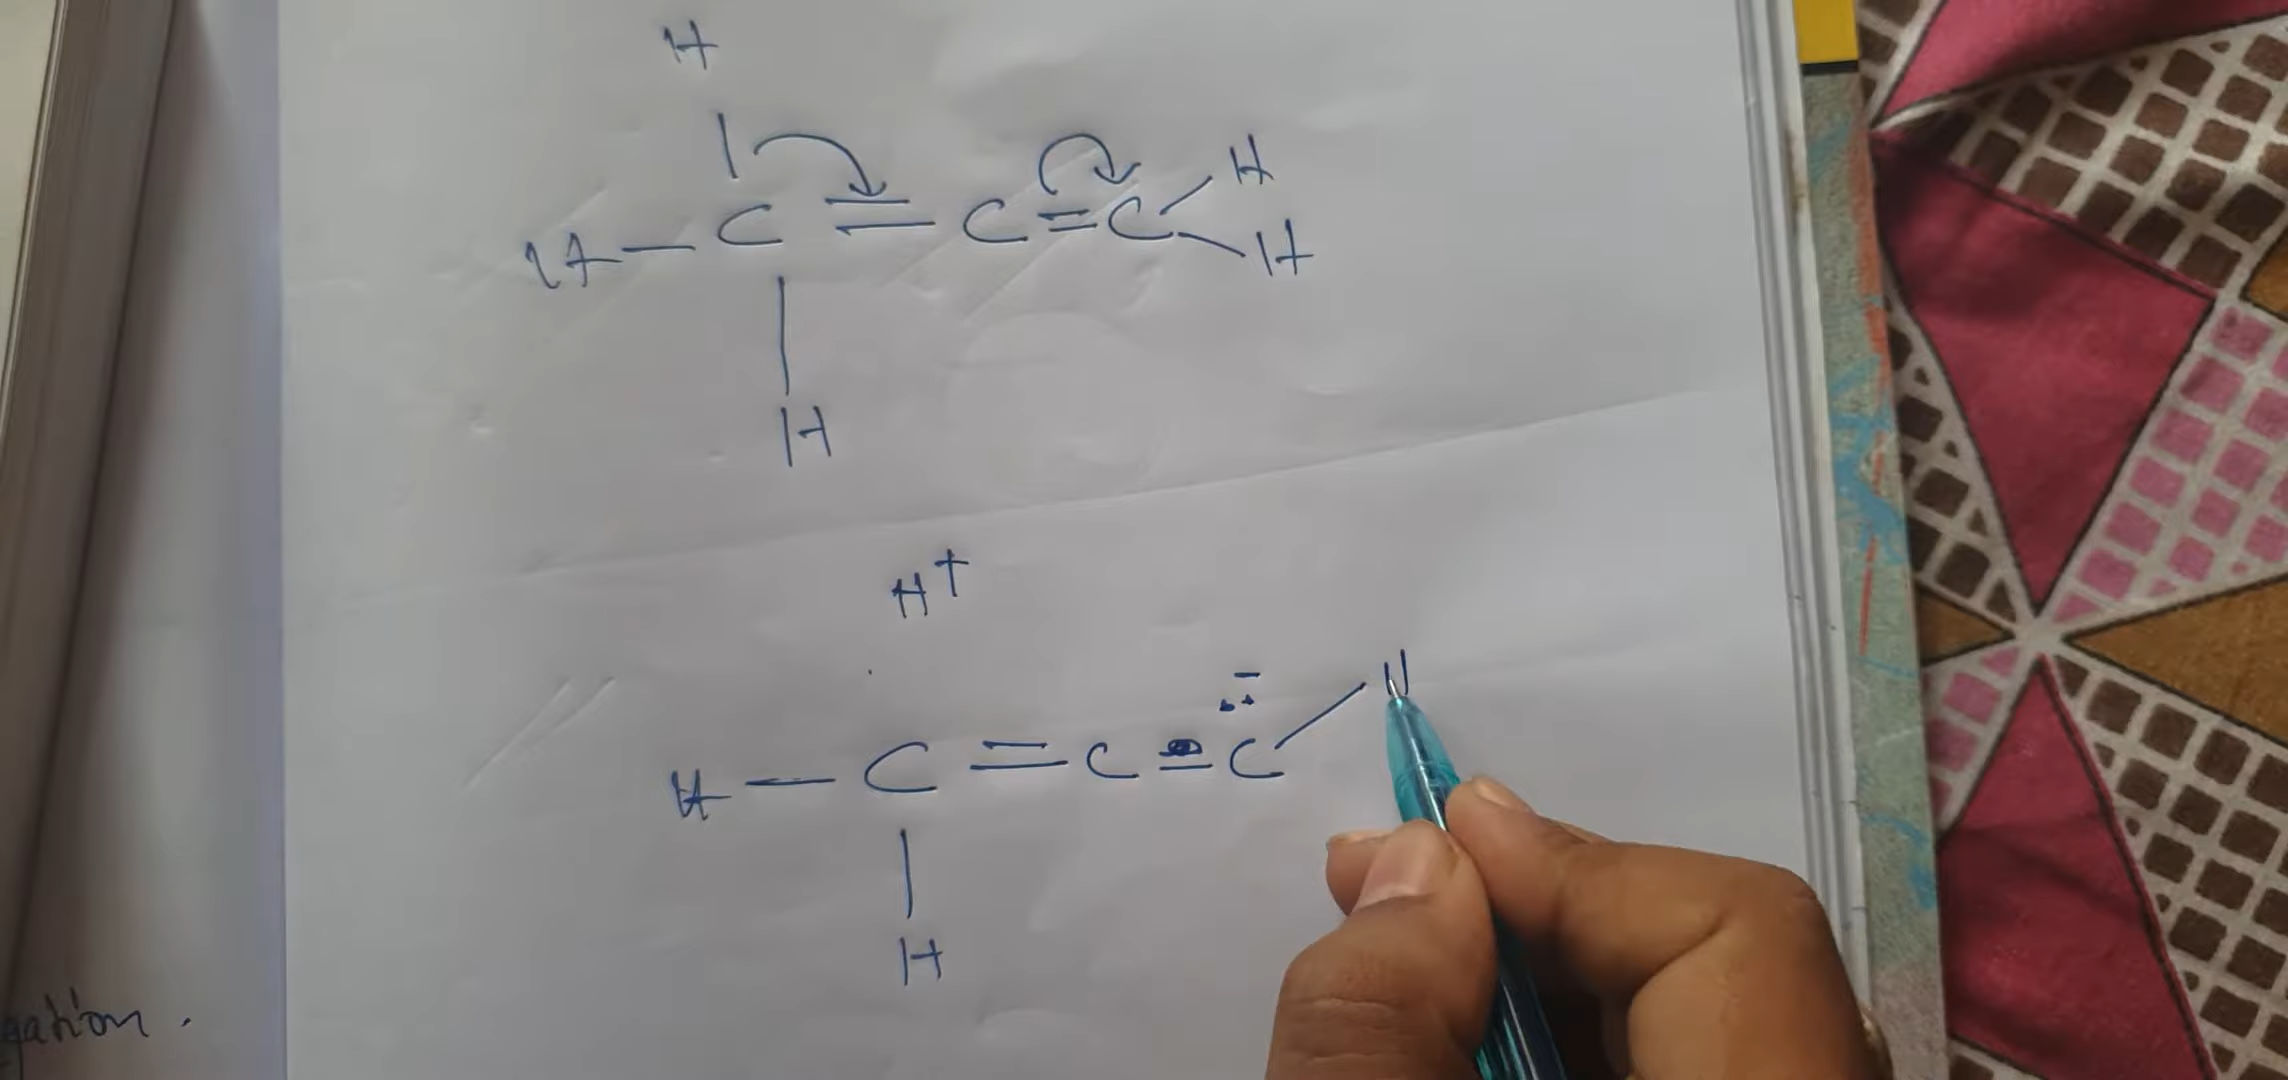 H
H
H — C = C = C
H
H
H+
H
H — C = C = C
H
gation.